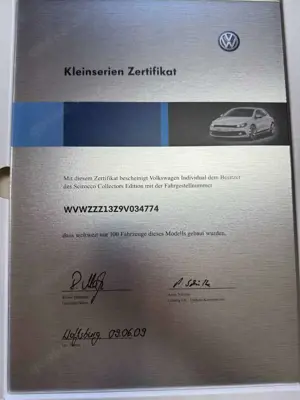 Kleinserien Zertifikat
Mit diesem Zertifikat bescheinigt Volkswagen Individual dem Besitzer
des Scirocco Collectors Edition mit der Fahrgestellnummer
WVWZZZ13Z9V034774
dass weltweit nur 100 Fahrzeuge dieses Modells gebaut wurden.
Wolfsburg 09.06.09